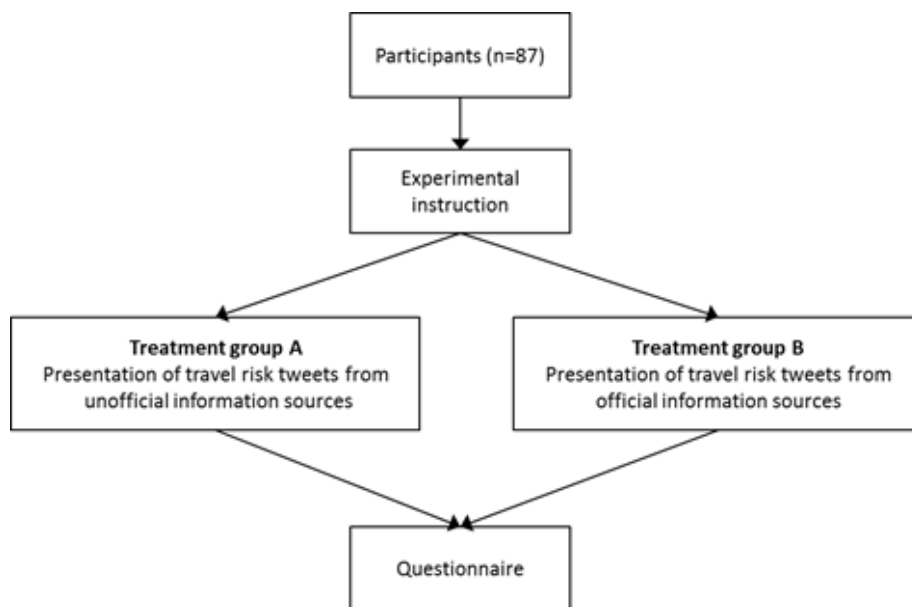 Participants (n=87)
Experimental
instruction
Treatment group A
Presentation of travel risk tweets from
unofficial information sources
Treatment group B
Presentation of travel risk tweets from
official information sources
Questionnaire